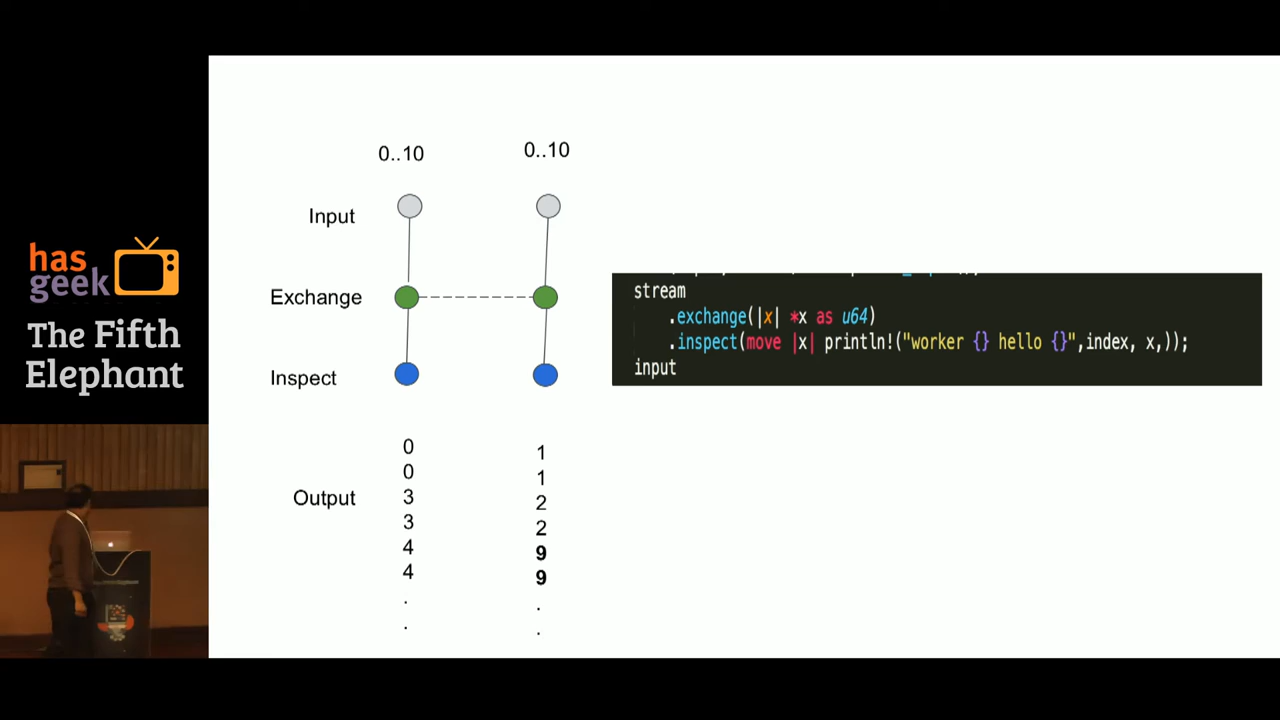 has
geek
The Fifth
Elephant
0..10
0..10
Input
Exchange
Inspect
Output
0
0
3
3
4
4
.
.
1
1
2
2
9
9
.
.
stream
.exchange(|x| *x as u64)
.inspect(move |x| println!("worker {} hello {}",index, x,));
input